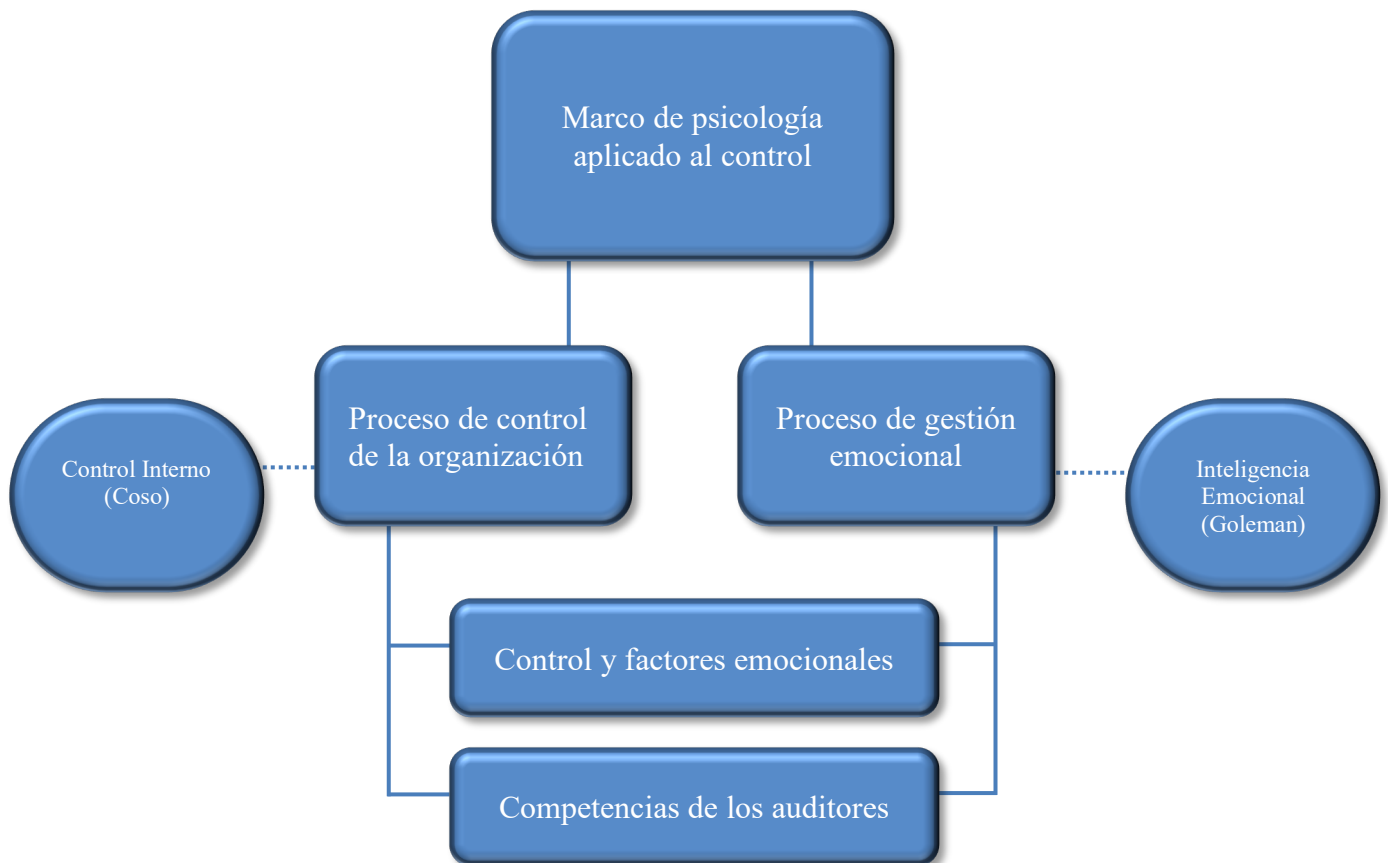 Marco de psicología
aplicado al control
Proceso de control
de la organización
Proceso de gestión
emocional
Control Interno
(Coso)
Inteligencia
Emocional
(Goleman)
Control y factores emocionales
Competencias de los auditores